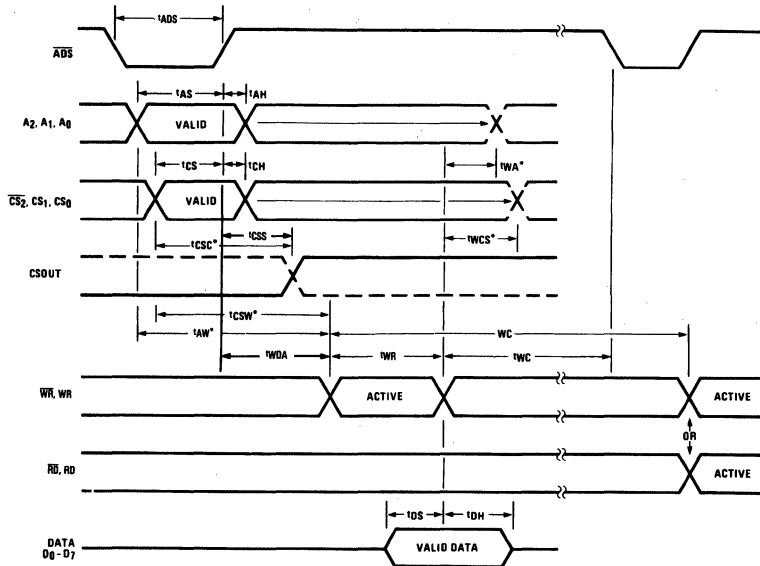 tADS
ADS
tAS tAH
A2, A1, A0 VALID
tWA*
tCS tCH
CS2, CS1, CS0 VALID
tCSS
tCSC* tWCS*
CSOUT
tCSW*
tAW* WC
tWDA tWR tWC
WR, WR ACTIVE ACTIVE
OR
RD, RD ACTIVE
tDS tDH
DATA
D0-D7 VALID DATA